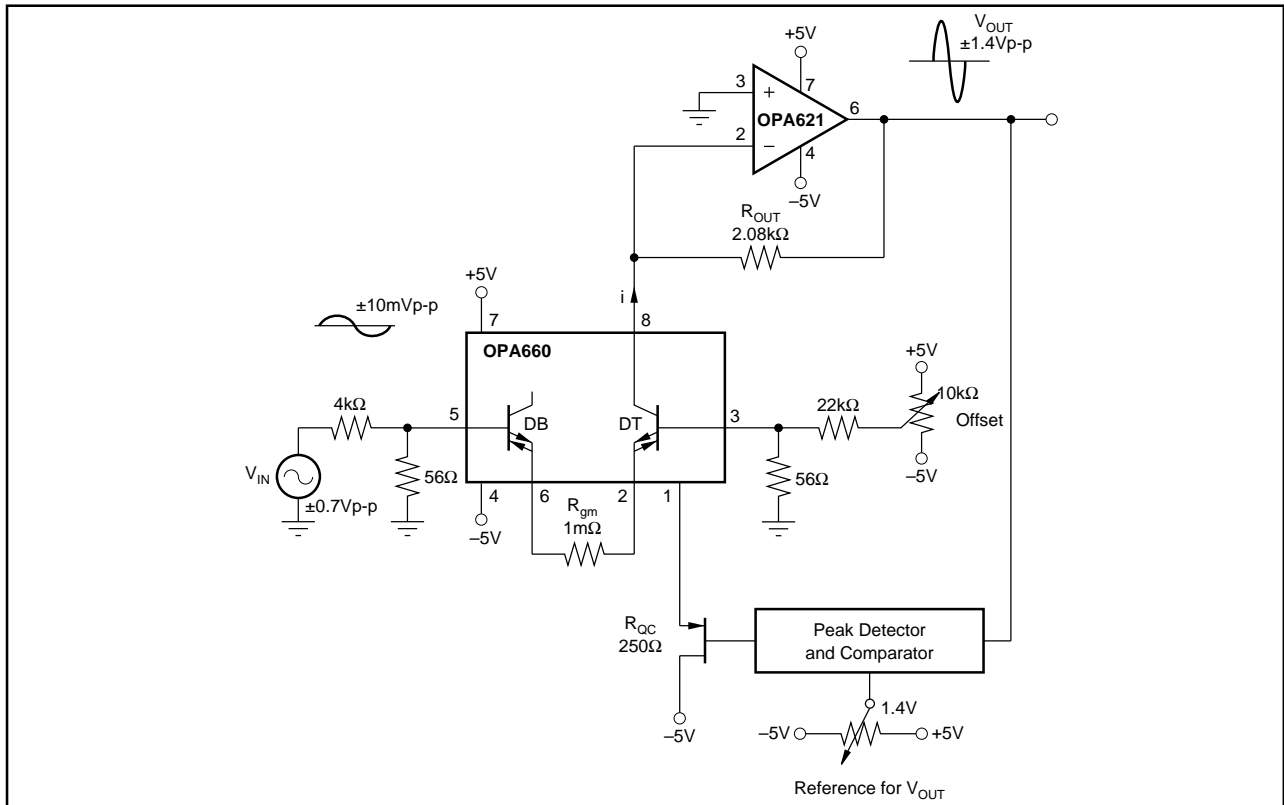 V_OUT
±1.4Vp-p
+5V
3
+
7
OPA621
6
2
–
4
–5V
R_OUT
2.08kΩ
+5V
±10mVp-p
i
7
8
OPA660
+5V
4kΩ
5
DB
DT
3
22kΩ
10kΩ
Offset
–5V
V_IN
56Ω
±0.7Vp-p
4
–5V
6
R_gm
1mΩ
2
1
56Ω
R_QC
250Ω
–5V
Peak Detector
and Comparator
1.4V
–5V
+5V
Reference for V_OUT